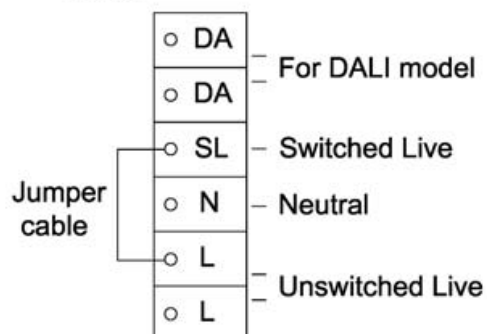 DA
For DALI model
DA
SL Switched Live
Jumper
cable
N Neutral
L
Unswitched Live
L